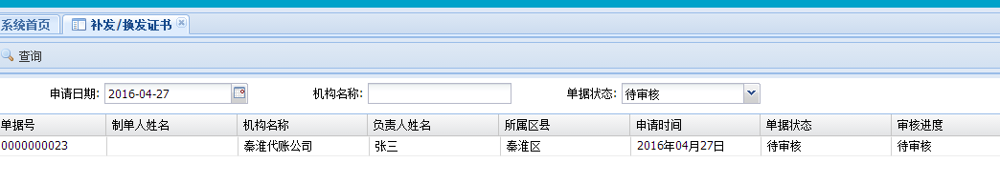 系统首页 补发/换发证书
查询
申请日期: 2016-04-27 机构名称: 单据状态: 待审核
单据号 制单人姓名 机构名称 负责人姓名 所属区县 申请时间 单据状态 审核进度
0000000023 秦淮代账公司 张三 秦淮区 2016年04月27日 待审核 待审核